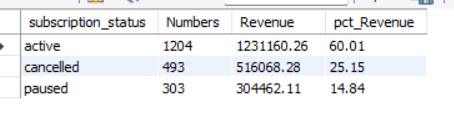 subscription_status Numbers Revenue pct_Revenue
active 1204 1231160.26 60.01
cancelled 493 516068.28 25.15
paused 303 304462.11 14.84